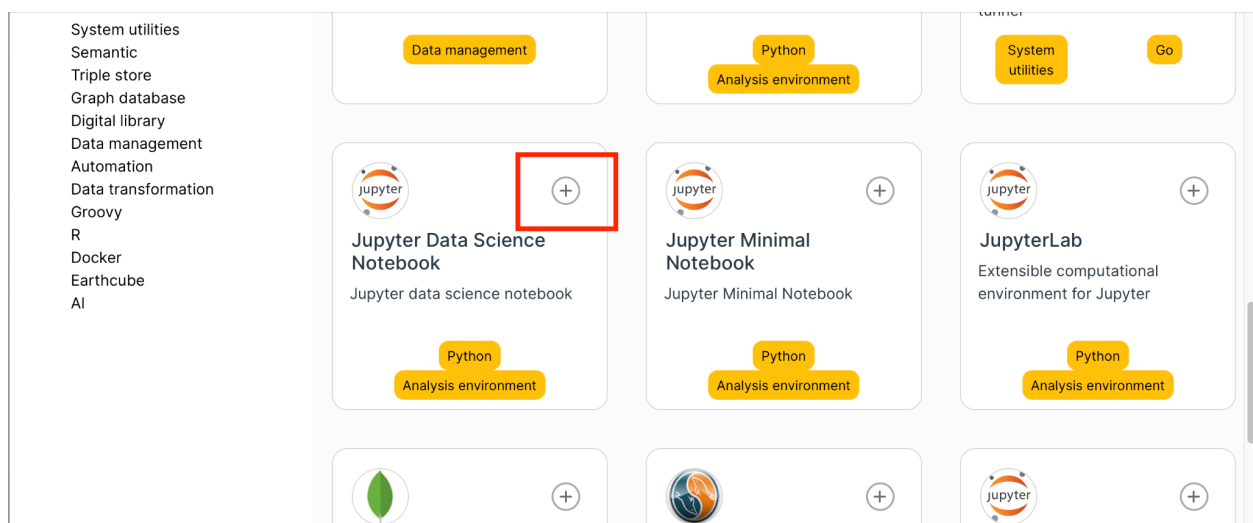 System utilities
Semantic
Triple store
Graph database
Digital library
Data management
Automation
Data transformation
Groovy
R
Docker
Earthcube
AI
Data management
Python
Analysis environment
System
utilities
Go
jupyter
Jupyter Data Science
Notebook
Jupyter data science notebook
Python
Analysis environment
jupyter
Jupyter Minimal
Notebook
Jupyter Minimal Notebook
Python
Analysis environment
jupyter
JupyterLab
Extensible computational
environment for Jupyter
Python
Analysis environment
jupyter